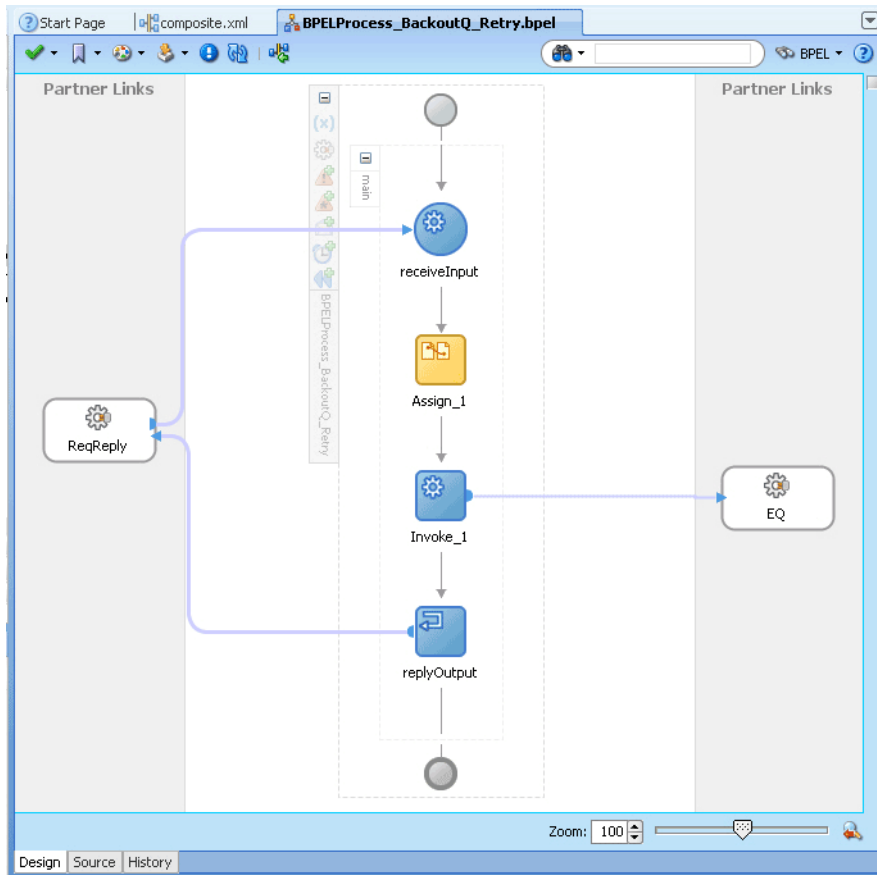 Start Page
composite.xml
BPELProcess_BackoutQ_Retry.bpel
BPEL
Partner Links
Partner Links
(x)
main
receiveInput
BPELProcess_BackoutQ_Retry
Assign_1
ReqReply
Invoke_1
EQ
replyOutput
Zoom: 100
Design Source History